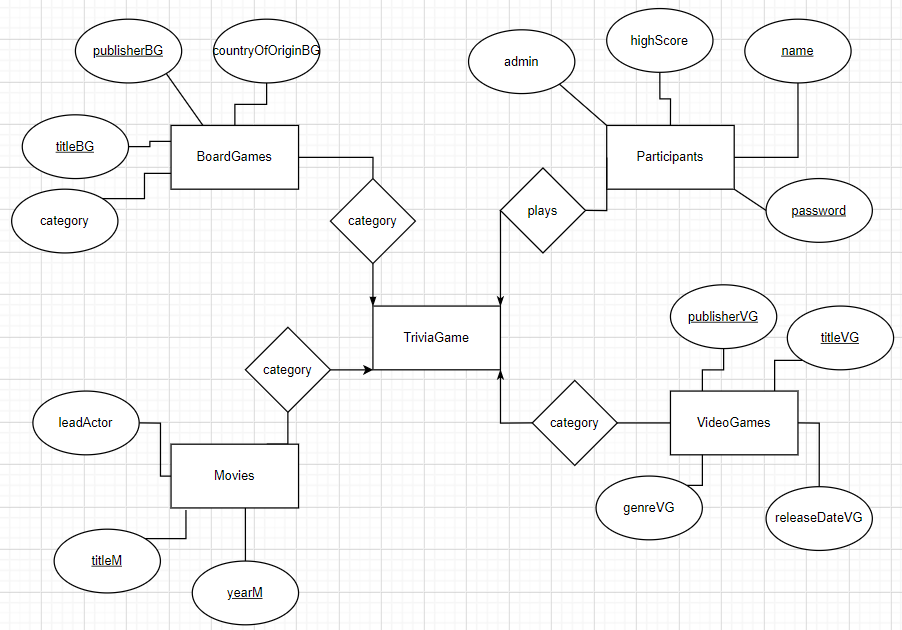 publisherBG
countryOfOriginBG
admin
highScore
name
titleBG
BoardGames
Participants
category
category
plays
password
publisherVG
titleVG
TriviaGame
category
leadActor
category
VideoGames
Movies
genreVG
releaseDateVG
titleM
yearM